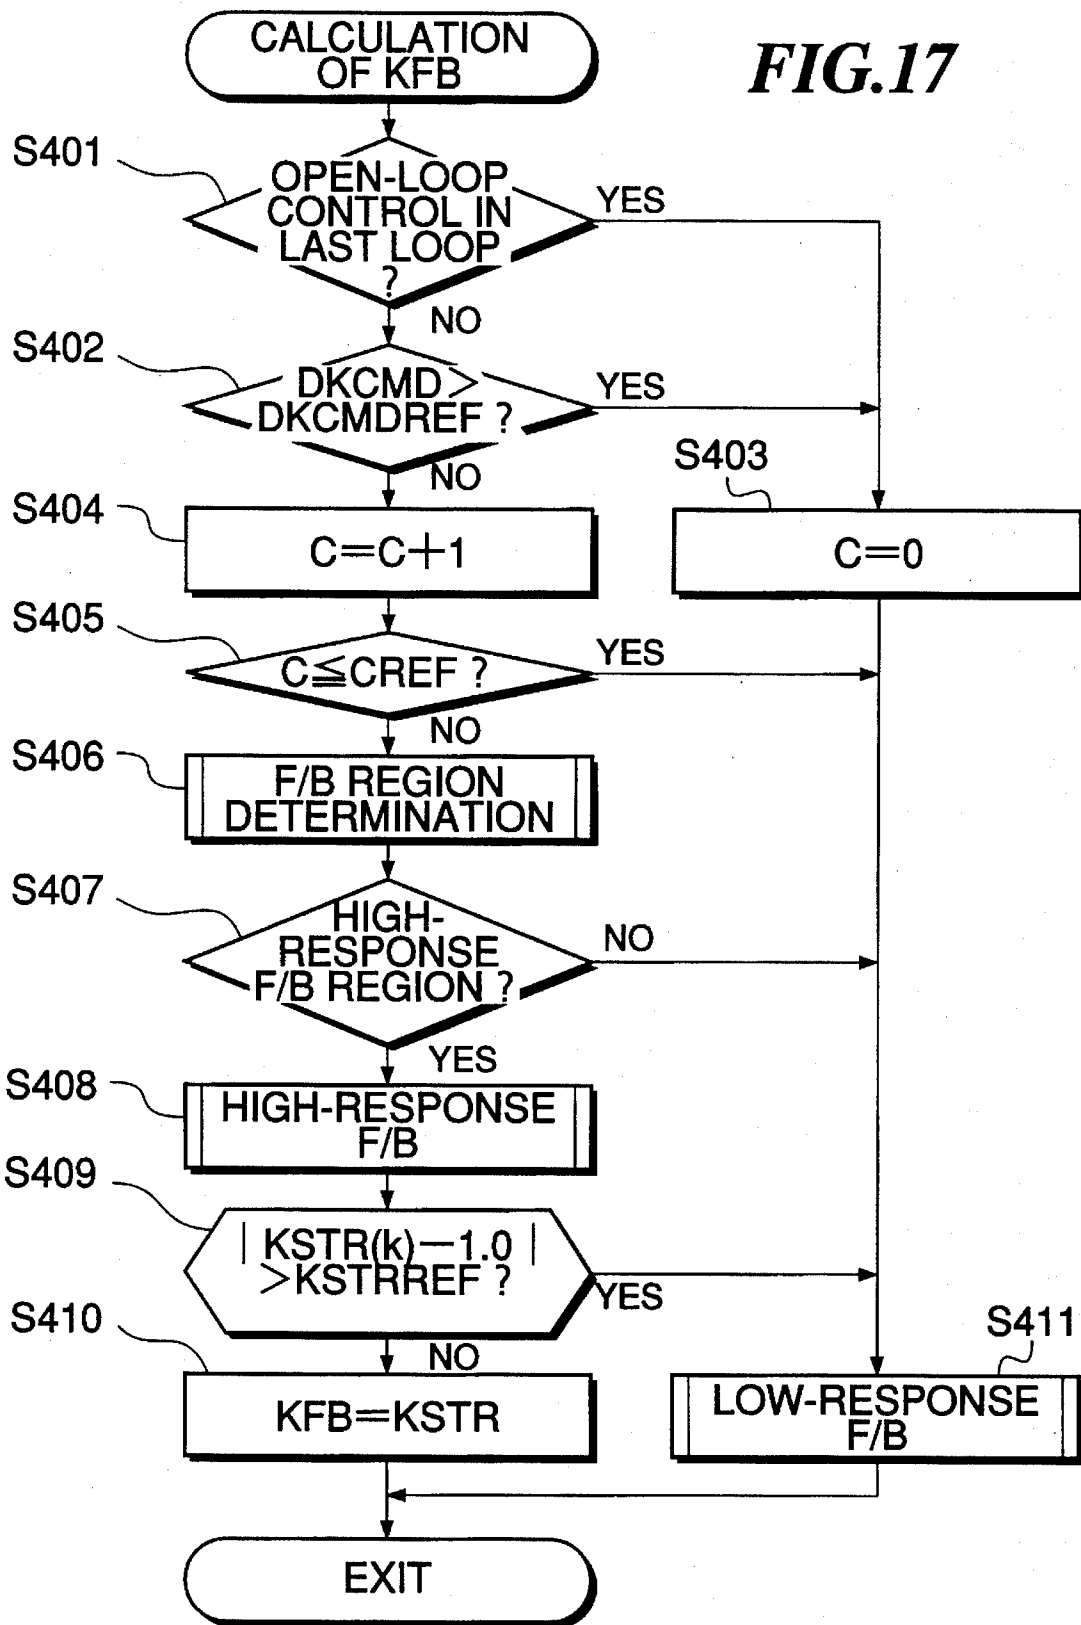 CALCULATION
OF KFB
FIG.17
S401
OPEN-LOOP
CONTROL IN
LAST LOOP
?
YES
NO
S402
DKCMD >
DKCMDREF ?
YES
NO
S403
C=0
S404
C=C+1
S405
C≦CREF ?
YES
NO
S406
F/B REGION
DETERMINATION
S407
HIGH-
RESPONSE
F/B REGION ?
NO
YES
S408
HIGH-RESPONSE
F/B
S409
| KSTR(k)-1.0 |
>KSTRREF ?
YES
NO
S410
KFB=KSTR
S411
LOW-RESPONSE
F/B
EXIT